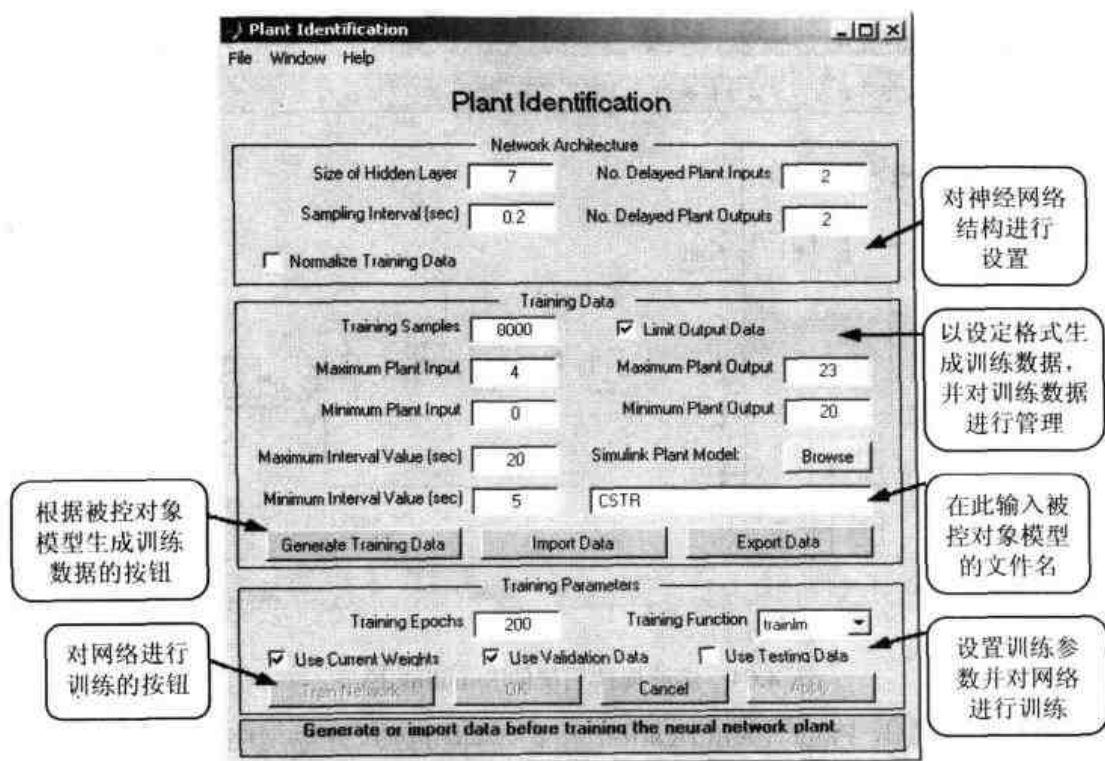 Plant Identification
File Window Help
Plant Identification
Network Architecture
Size of Hidden Layer 7 No. Delayed Plant Inputs 2
Sampling Interval (sec) 0.2 No. Delayed Plant Outputs 2
Normalize Training Data
对神经网络
结构进行
设置
Training Data
Training Samples 8000 Limit Output Data
Maximum Plant Input 4 Maximum Plant Output 23
Minimum Plant Input 0 Minimum Plant Output 20
Maximum Interval Value (sec) 20 Simulink Plant Model: Browse
Minimum Interval Value (sec) 5 CSTR
Generate Training Data Import Data Export Data
以设定格式生
成训练数据，
并对训练数据
进行管理
根据被控对象
模型生成训练
数据的按钮
在此输入被
控对象模型
的文件名
Training Parameters
Training Epochs 200 Training Function trainlm
Use Current Weights Use Validation Data Use Testing Data
Train Network OK Cancel Apply
对网络进行
训练的按钮
设置训练参
数并对网络
进行训练
Generate or import data before training the neural network plant.